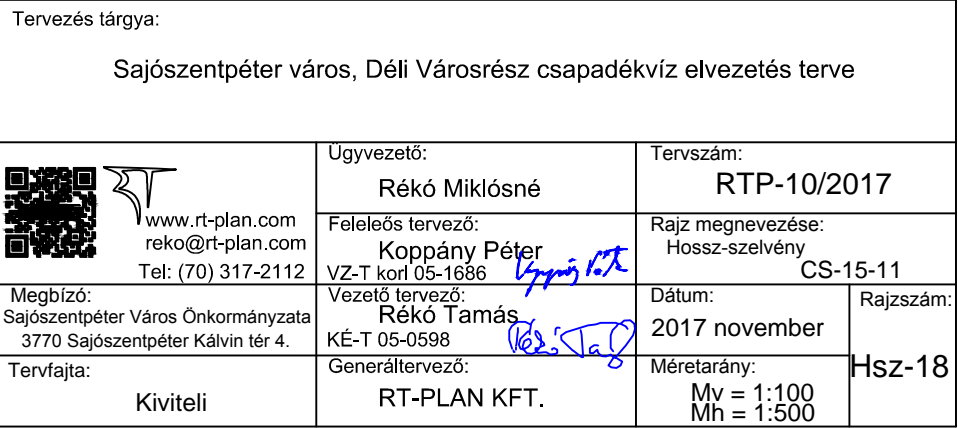 Tervezés tárgya:
Sajószentpéter város, Déli Városrész csapadékvíz elvezetés terve
www.rt-plan.com
reko@rt-plan.com
Tel: (70) 317-2112
Ügyvezető:
Rékó Miklósné
Tervszám:
RTP-10/2017
Feleleős tervező:
Koppány Péter
VZ-T korl 05-1686
Rajz megnevezése:
Hossz-szelvény
CS-15-11
Megbízó:
Sajószentpéter Város Önkormányzata
3770 Sajószentpéter Kálvin tér 4.
Vezető tervező:
Rékó Tamás
KÉ-T 05-0598
Dátum:
2017 november
Rajzszám:
Hsz-18
Tervfajta:
Kiviteli
Generáltervező:
RT-PLAN KFT.
Méretarány:
Mv = 1:100
Mh = 1:500